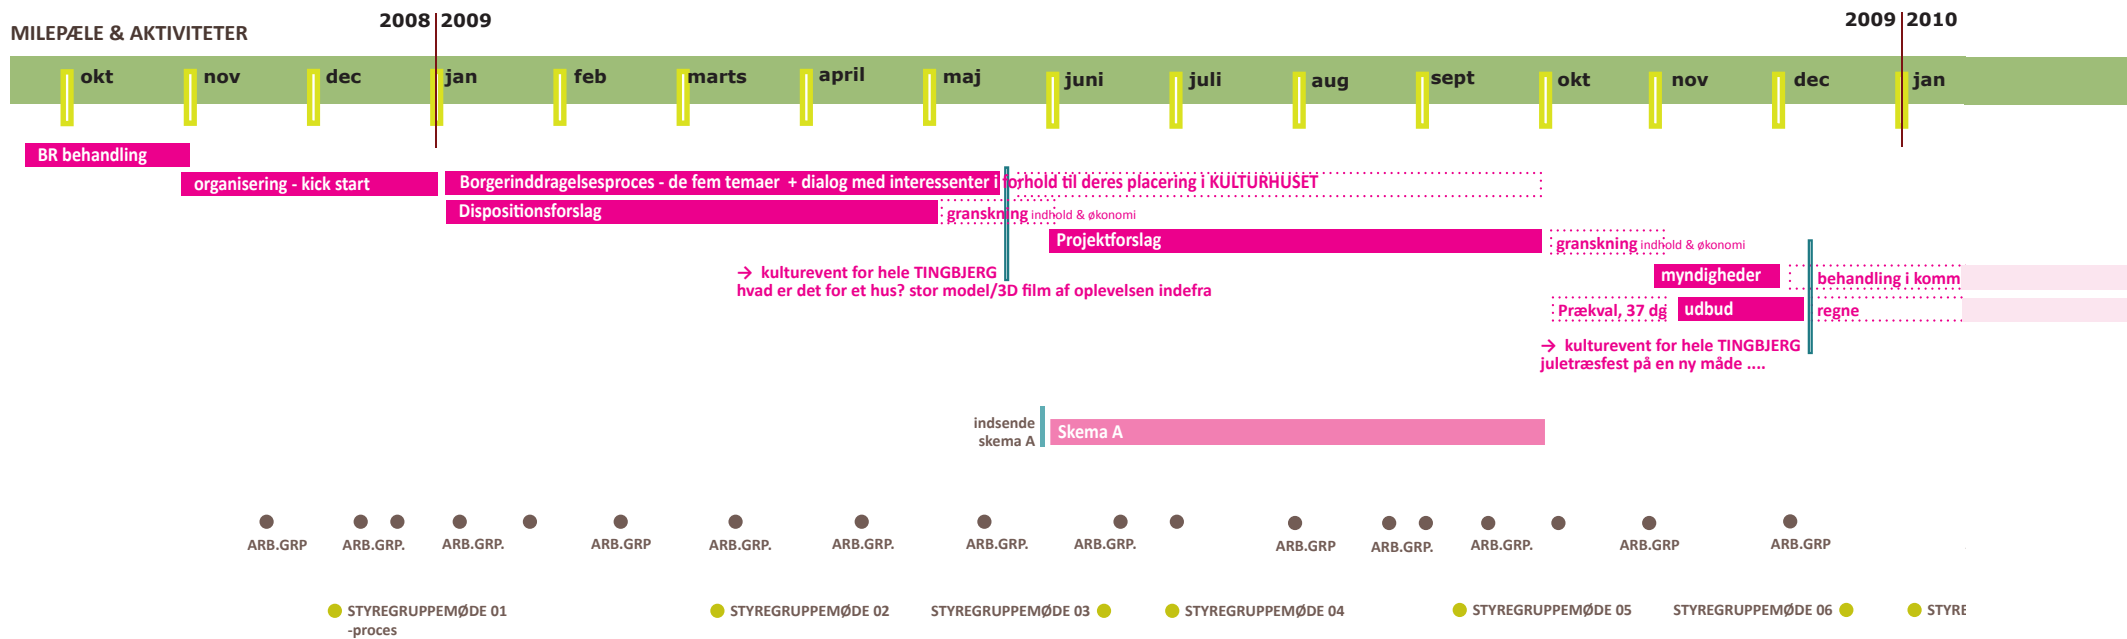 2008 2009
2009 2010
MILEPÆLE & AKTIVITETER
okt nov dec jan feb marts april maj juni juli aug sept okt nov dec jan
BR behandling
organisering - kick start
Borgerinddragelsesproces - de fem temaer + dialog med interessenter i forhold til deres placering i KULTURHUSET
Dispositionsforslag
granskning indhold & økonomi
Projektforslag
granskning indhold & økonomi
→ kulturevent for hele TINGBJERG
hvad er det for et hus? stor model/3D film af oplevelsen indefra
myndigheder
behandling i komm
Prækval, 37 dg
udbud
regne
→ kulturevent for hele TINGBJERG
juletræsfest på en ny måde ....
indsende
skema A
Skema A
ARB.GRP ARB.GRP. ARB.GRP. ARB.GRP ARB.GRP. ARB.GRP. ARB.GRP. ARB.GRP. ARB.GRP ARB.GRP. ARB.GRP. ARB.GRP ARB.GRP
STYREGRUPPEMØDE 01
-proces
STYREGRUPPEMØDE 02
STYREGRUPPEMØDE 03
STYREGRUPPEMØDE 04
STYREGRUPPEMØDE 05
STYREGRUPPEMØDE 06
STYRE